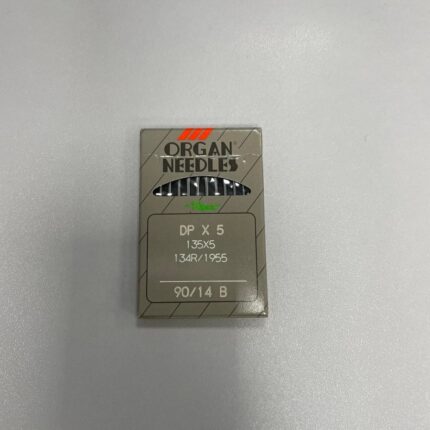 ORGAN®
NEEDLES
DP X 5
135X5
134R/1955
90/14 B